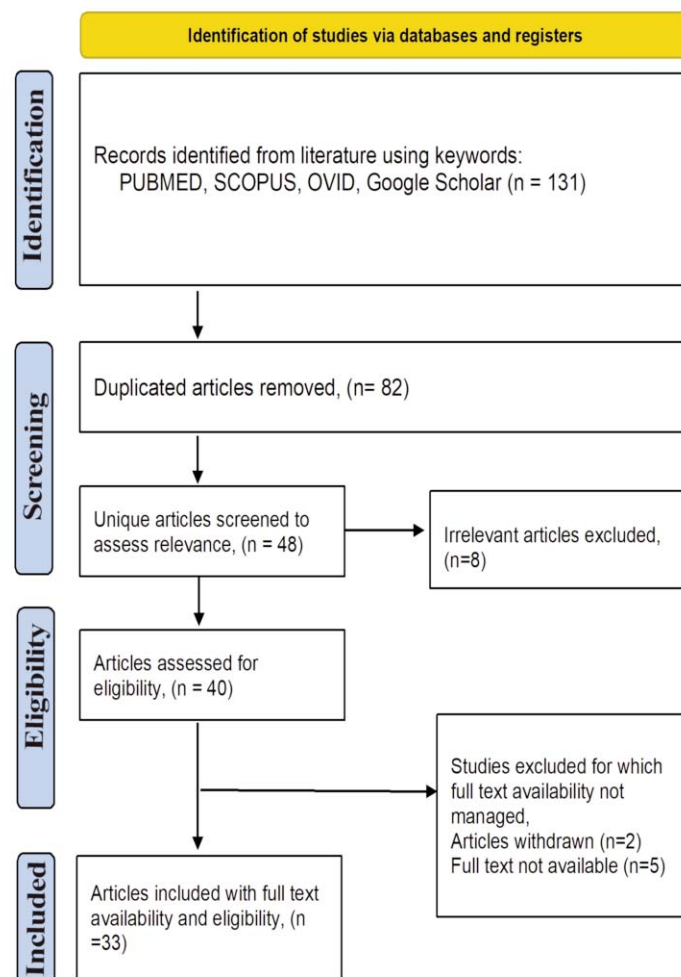 Identification of studies via databases and registers
Identification
Records identified from literature using keywords:
PUBMED, SCOPUS, OVID, Google Scholar (n = 131)
Screening
Duplicated articles removed, (n= 82)
Unique articles screened to
assess relevance, (n = 48)
Irrelevant articles excluded,
(n=8)
Eligibility
Articles assessed for
eligibility, (n = 40)
Studies excluded for which
full text availability not
managed,
Articles withdrawn (n=2)
Full text not available (n=5)
Included
Articles included with full text
availability and eligibility, (n
=33)